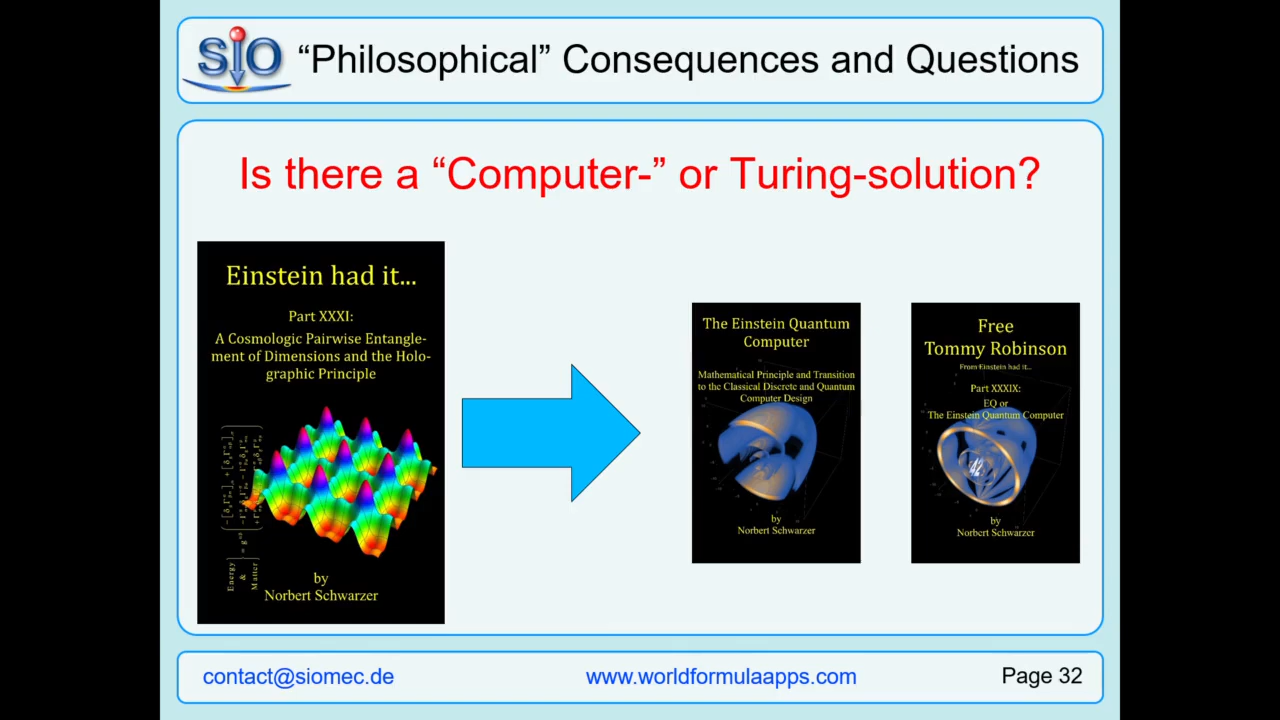 SIO
“Philosophical” Consequences and Questions
Is there a “Computer-” or Turing-solution?
Einstein had it...
Part XXXI:
A Cosmologic Pairwise Entangle-
ment of Dimensions and the Holo-
graphic Principle
Energy
&
Matter
by
Norbert Schwarzer
The Einstein Quantum
Computer
Mathematical Principle and Transition
to the Classical Discrete and Quantum
Computer Design
by
Norbert Schwarzer
Free
Tommy Robinson
From Einstein had it...
Part XXXIX:
EQ or
The Einstein Quantum Computer
by
Norbert Schwarzer
contact@siomec.de
www.worldformulaapps.com
Page 32